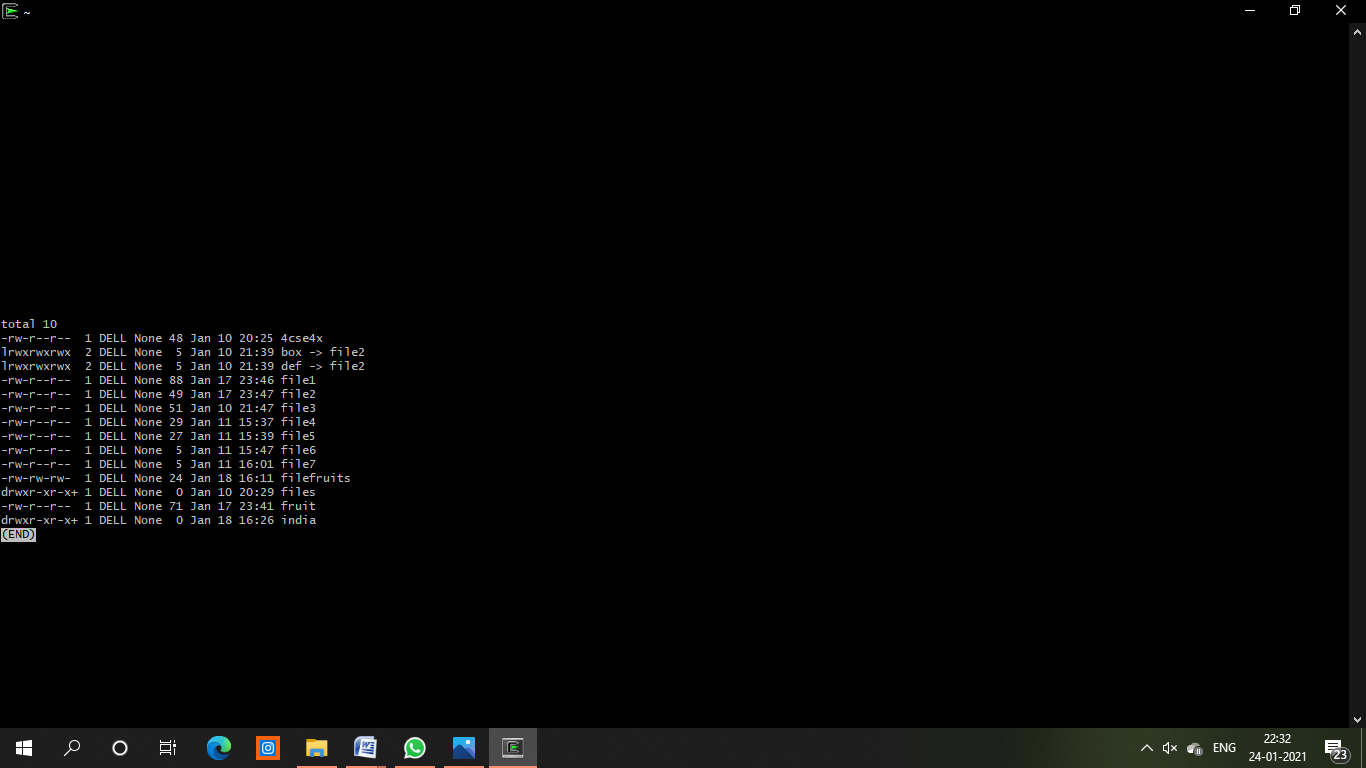 ~
total 10
-rw-r--r--  1 DELL None 48 Jan 10 20:25 4cse4x
lrwxrwxrwx  2 DELL None  5 Jan 10 21:39 box -> file2
lrwxrwxrwx  2 DELL None  5 Jan 10 21:39 def -> file2
-rw-r--r--  1 DELL None 88 Jan 17 23:46 file1
-rw-r--r--  1 DELL None 49 Jan 17 23:47 file2
-rw-r--r--  1 DELL None 51 Jan 10 21:47 file3
-rw-r--r--  1 DELL None 29 Jan 11 15:37 file4
-rw-r--r--  1 DELL None 27 Jan 11 15:39 file5
-rw-r--r--  1 DELL None  5 Jan 11 15:47 file6
-rw-r--r--  1 DELL None  5 Jan 11 16:01 file7
-rw-rw-rw-  1 DELL None 24 Jan 18 16:11 filefruits
drwxr-xr-x+ 1 DELL None  0 Jan 10 20:29 files
-rw-r--r--  1 DELL None 71 Jan 17 23:41 fruit
drwxr-xr-x+ 1 DELL None  0 Jan 18 16:26 india
(END)
W
ENG
22:32
24-01-2021
23